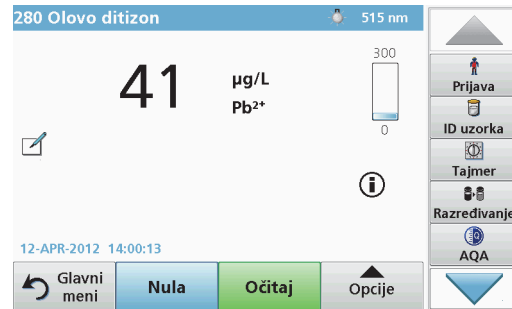 280 Olovo ditizon
515 nm
41
µg/L
Pb²⁺
300
0
12-APR-2012 14:00:13
Glavni
meni
Nula
Očitaj
Opcije
Prijava
ID uzorka
Tajmer
Razređivanje
AQA